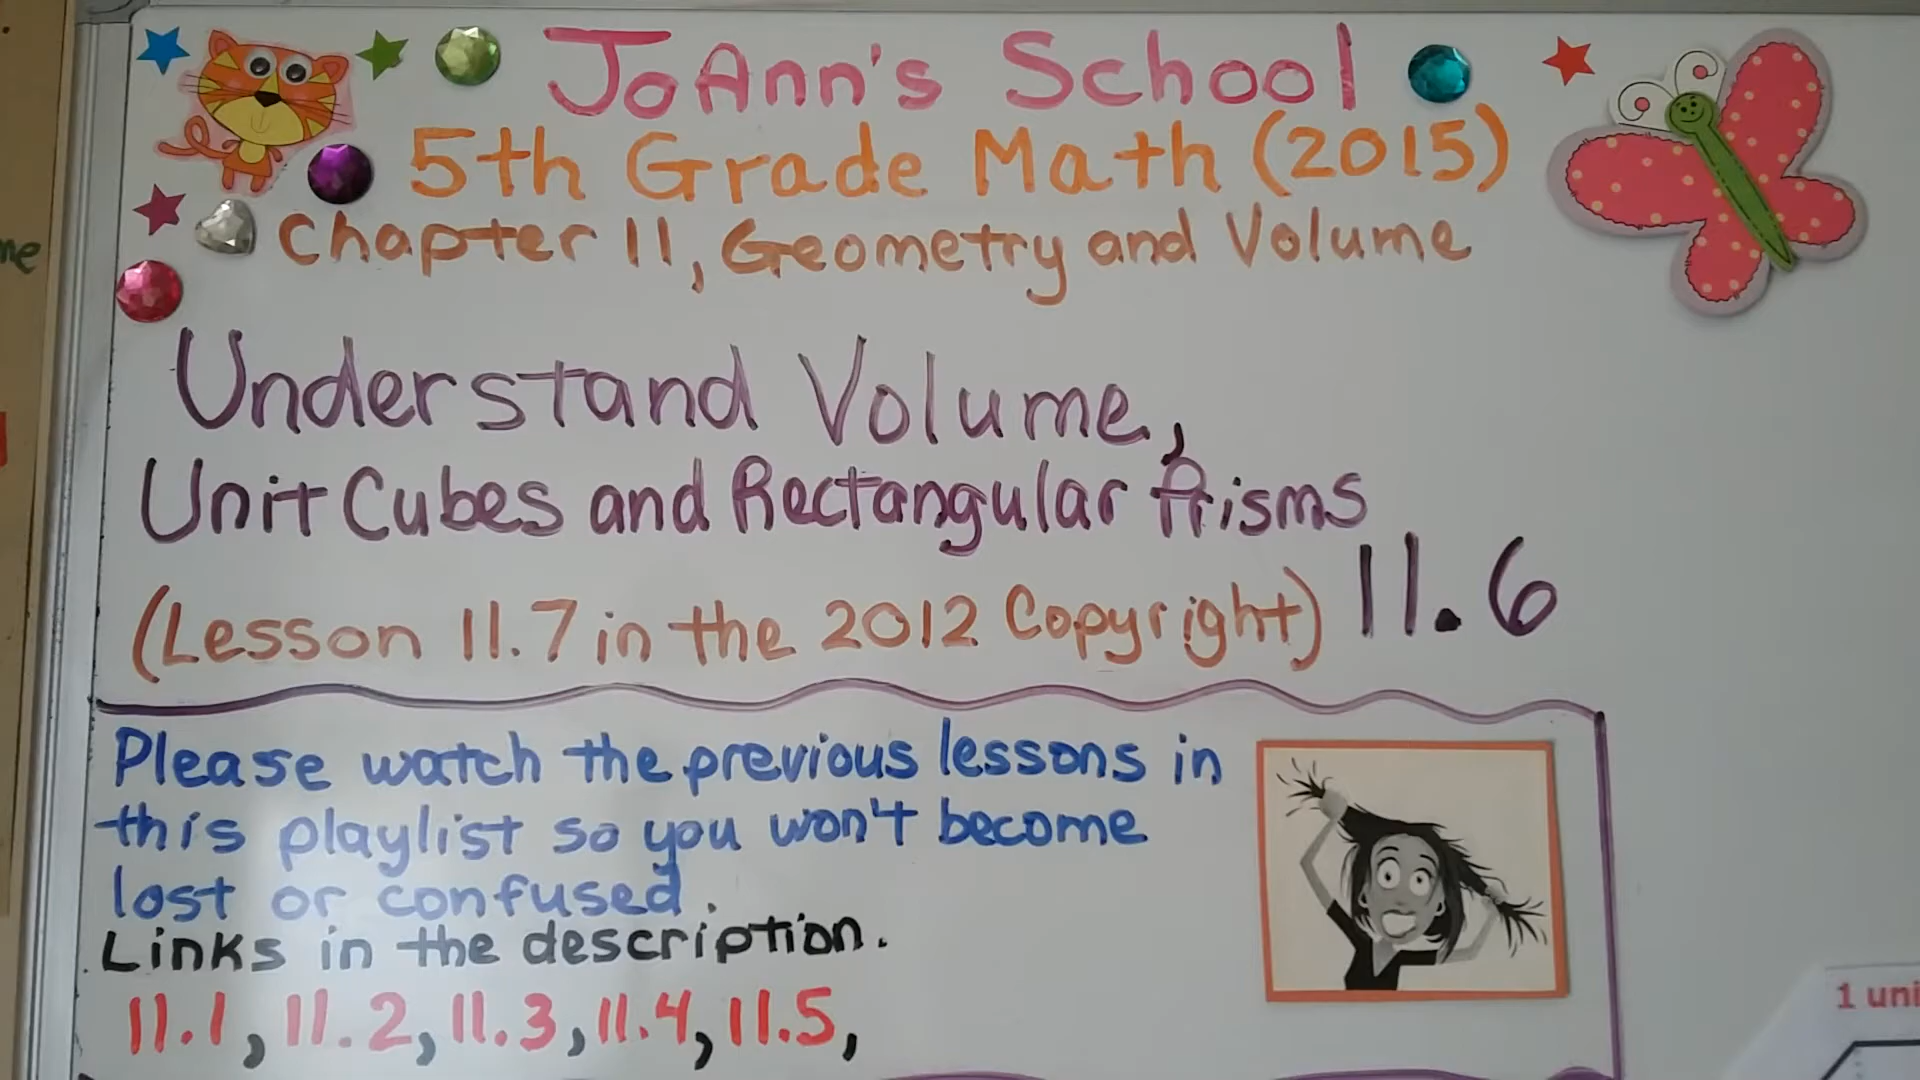 JoAnn's School
5th Grade Math (2015)
Chapter 11, Geometry and Volume
Understand Volume,
Unit Cubes and Rectangular Prisms
11.6
(Lesson 11.7 in the 2012 Copyright)
Please watch the previous lessons in
this playlist so you won't become
lost or confused.
Links in the description.
11.1, 11.2, 11.3, 11.4, 11.5,
1